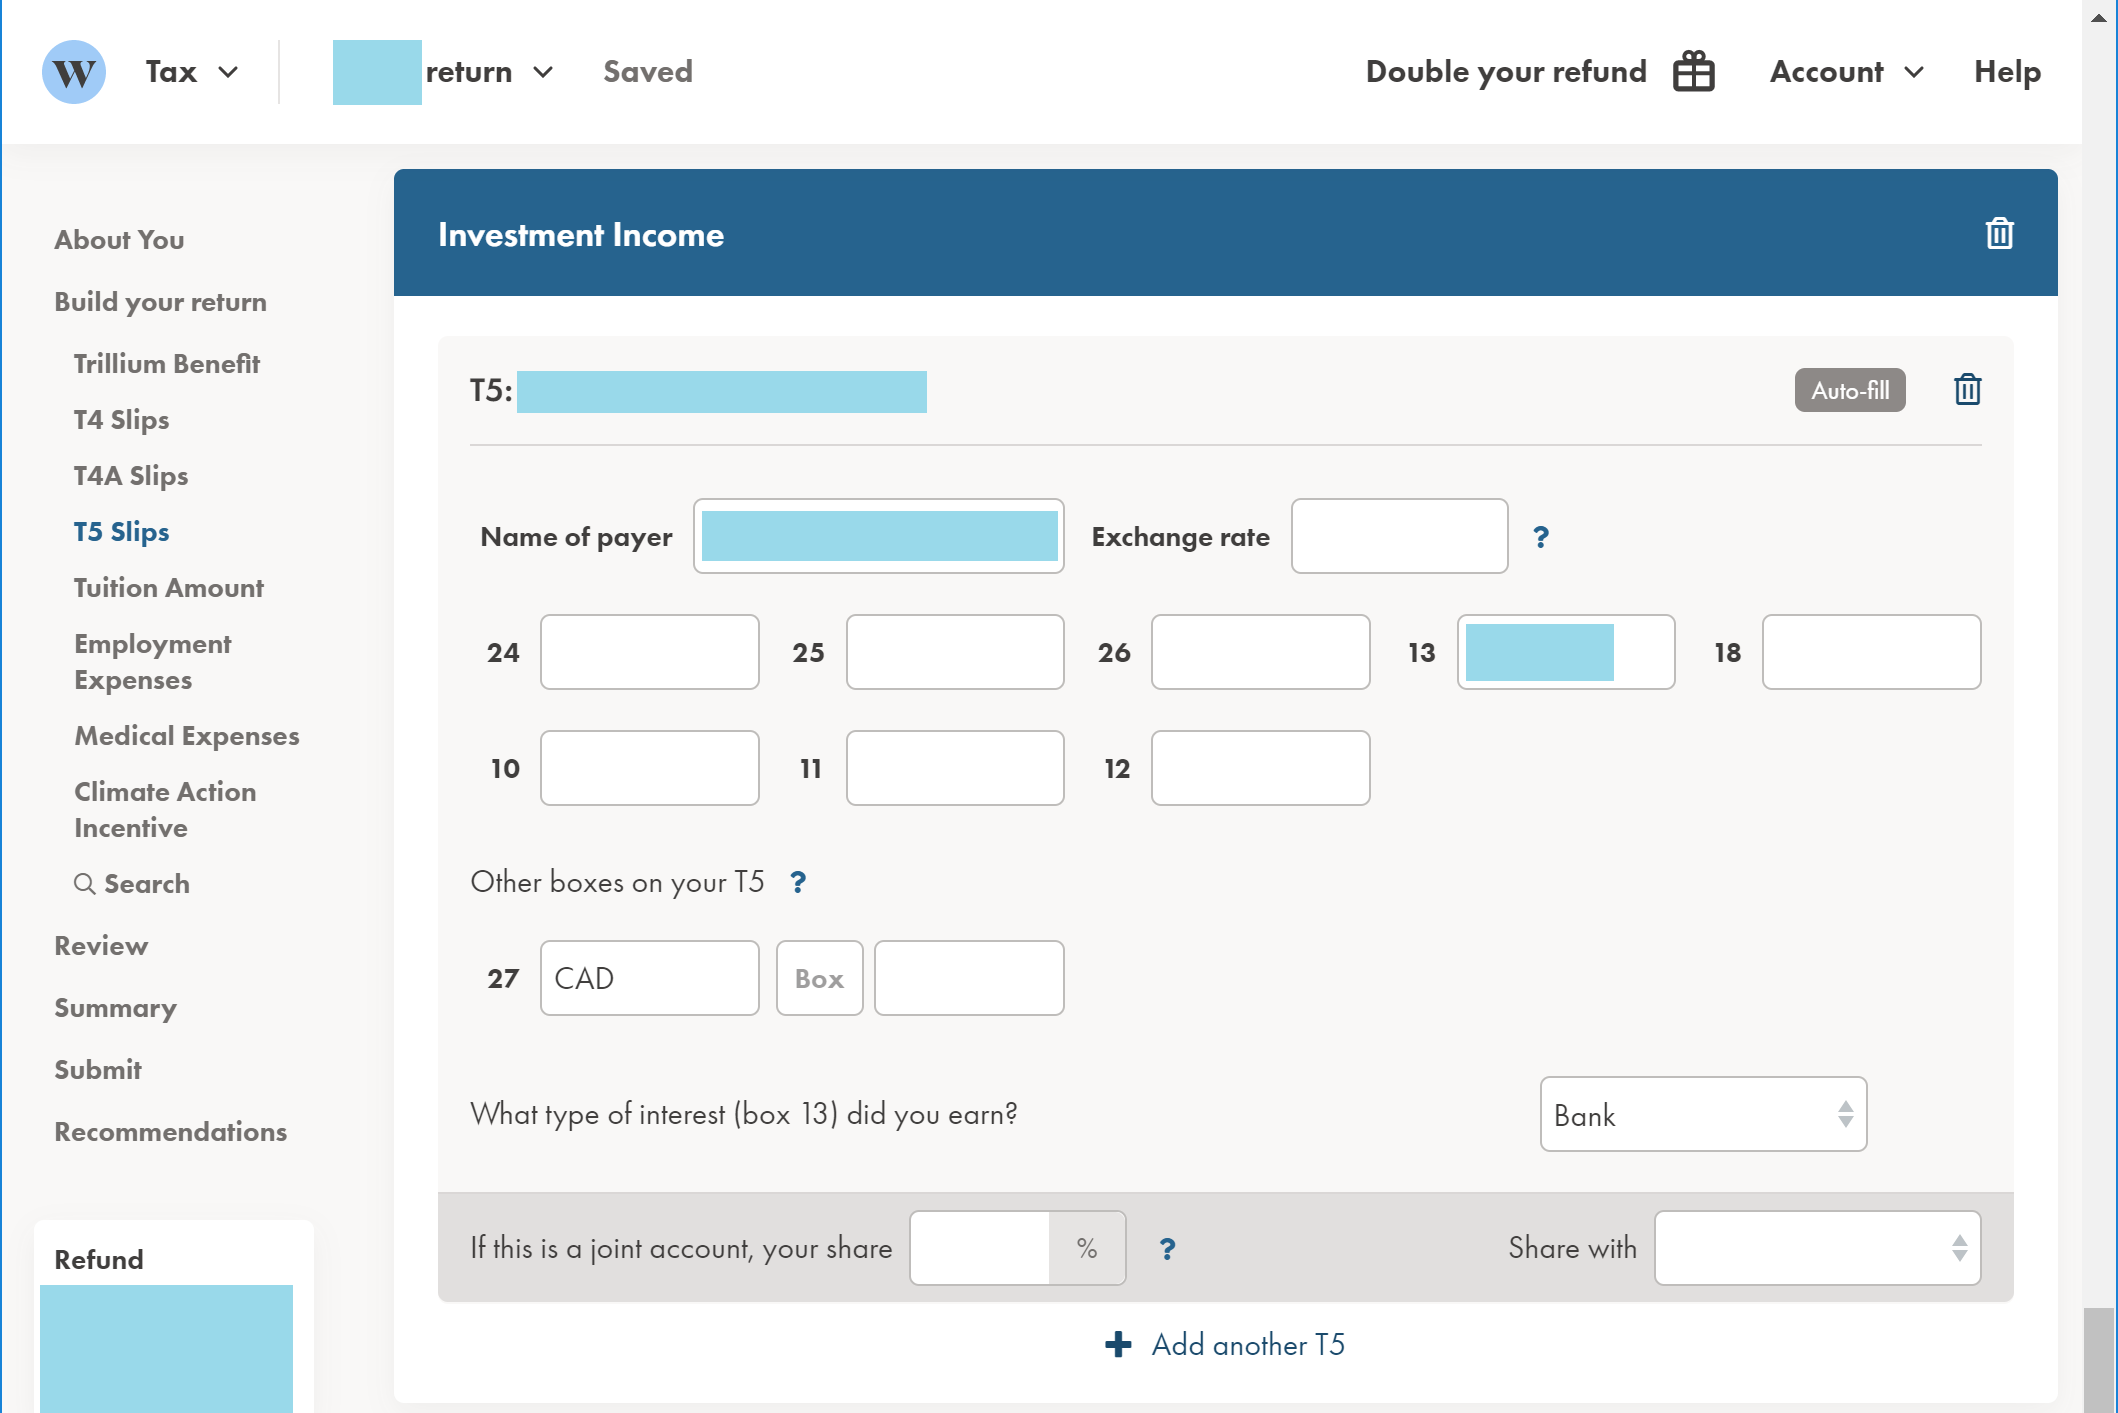 W Tax return Saved Double your refund Account Help
About You
Build your return
Trillium Benefit
T4 Slips
T4A Slips
T5 Slips
Tuition Amount
Employment
Expenses
Medical Expenses
Climate Action
Incentive
Search
Review
Summary
Submit
Recommendations
Refund
Investment Income
T5: Auto-fill
Name of payer Exchange rate ?
24 25 26 13 18
10 11 12
Other boxes on your T5 ?
27 CAD Box
What type of interest (box 13) did you earn? Bank
If this is a joint account, your share % ? Share with
Add another T5